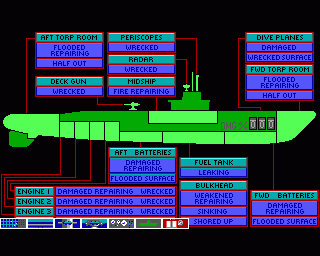 AFT TORP ROOM
FLOODED
REPAIRING
HALF OUT
PERISCOPES
WRECKED
RADAR
WRECKED
DECK GUN
WRECKED
MIDSHIP
FIRE REPAIRING
DIVE PLANES
DAMAGED
WRECKED SURFACE
FWD TORP ROOM
FLOODED
REPAIRING
HALF OUT
AFT BATTERIES
DAMAGED
REPAIRING
FLOODED SURFACE
FUEL TANK
LEAKING
BULKHEAD
WEAKENED
REPAIRING
SINKING
SHORED UP
FWD BATTERIES
DAMAGED
REPAIRING
FLOODED SURFACE
ENGINE 1 DAMAGED REPAIRING WRECKED
ENGINE 2 DAMAGED REPAIRING WRECKED
ENGINE 3 DAMAGED REPAIRING WRECKED